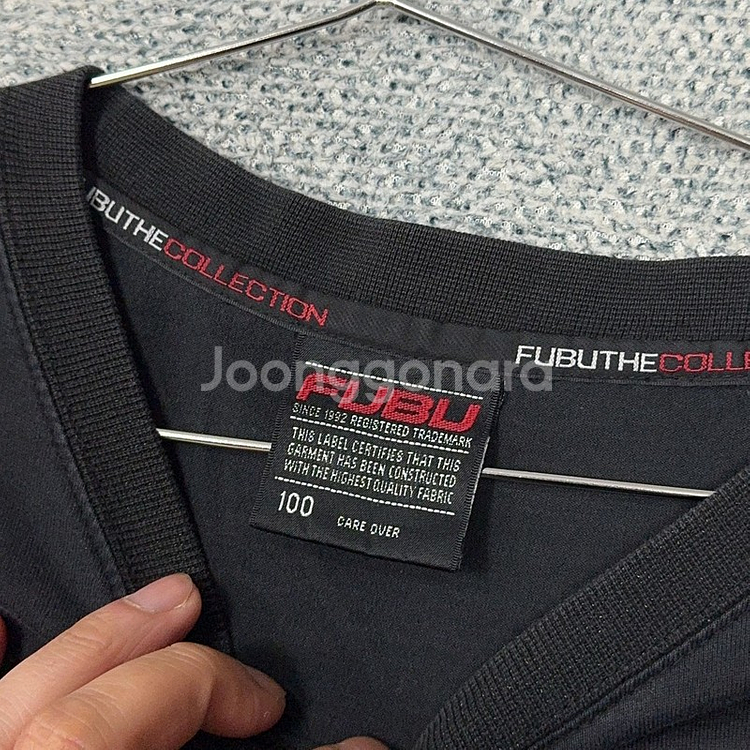 FUBUTHECOLLECTION
FUBUTHECOLLE
Joonggonara
FUBU
SINCE 1992 REGISTERED TRADEMARK
THIS LABEL CERTIFIES THAT THIS
GARMENT HAS BEEN CONSTRUCTED
WITH THE HIGHEST QUALITY FABRIC
100
CARE OVER